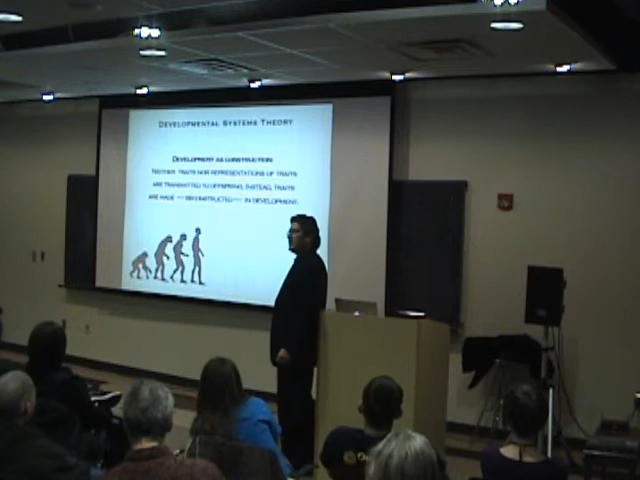 Developmental Systems Theory
Development as construction:
Neither traits nor representations of traits
are transmitted to offspring. Instead, traits
are made — reconstructed — in development.